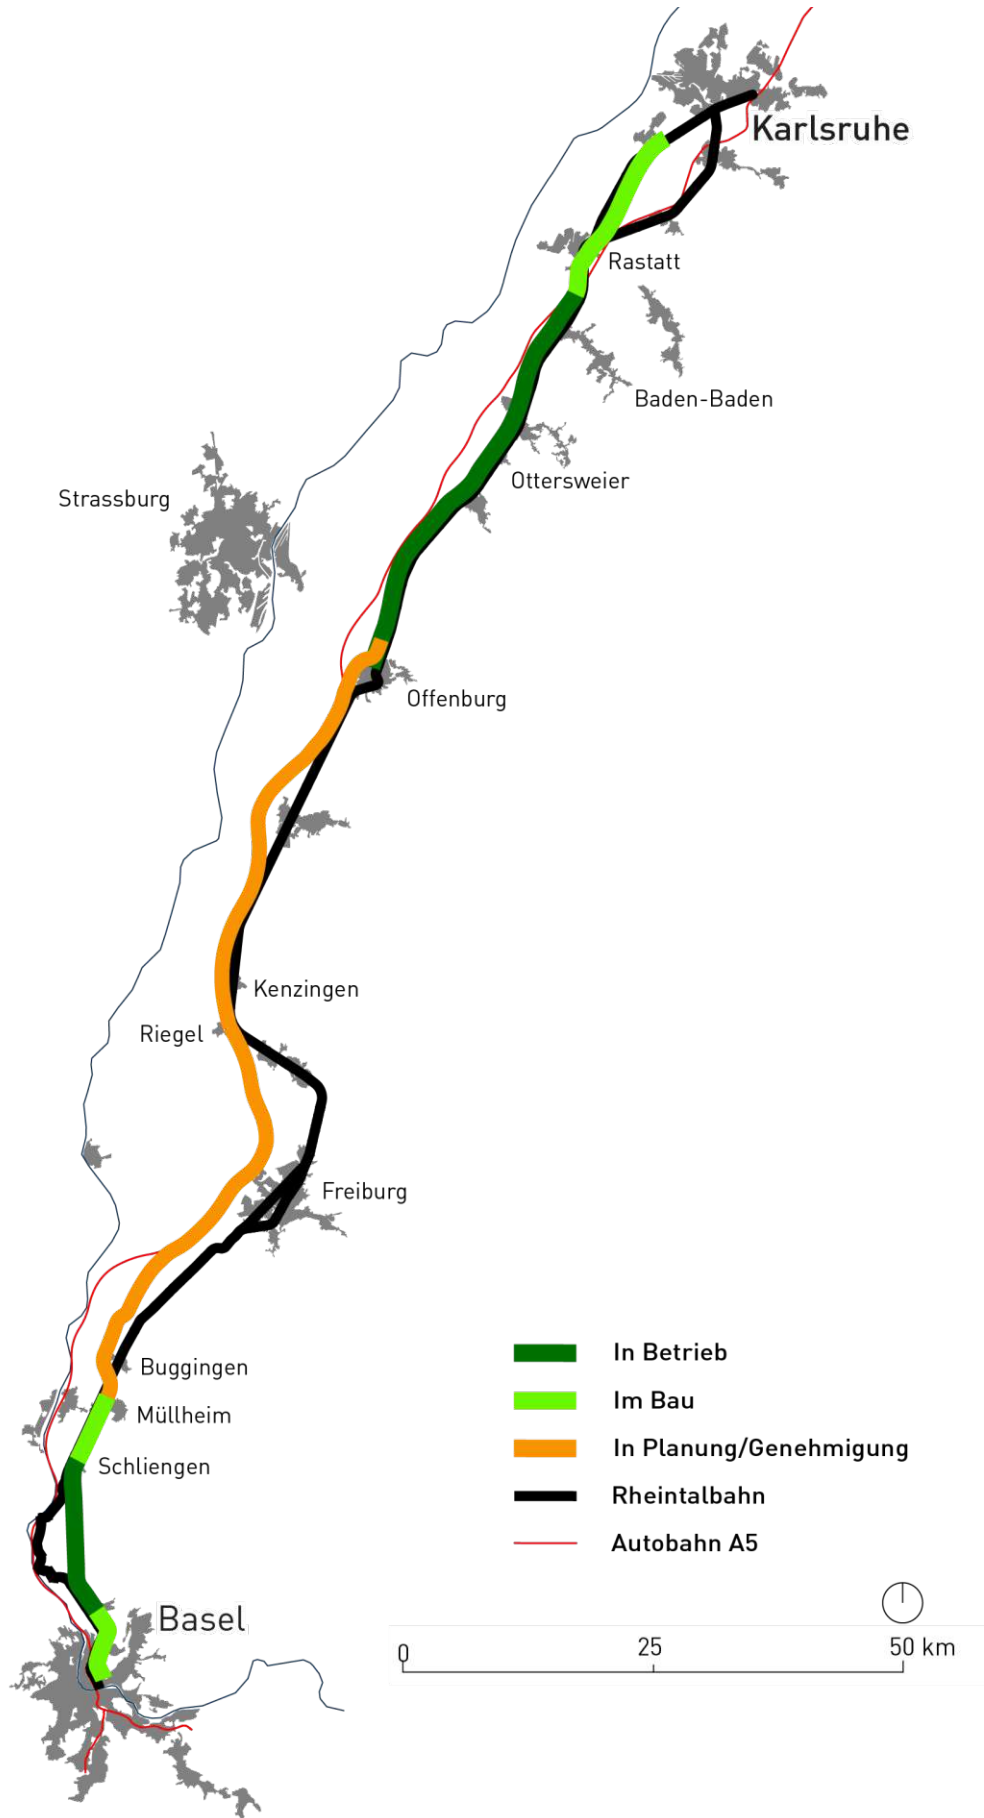 Karlsruhe
Rastatt
Baden-Baden
Ottersweier
Strassburg
Offenburg
Kenzingen
Riegel
Freiburg
Buggingen
Müllheim
Schliengen
Basel
In Betrieb
Im Bau
In Planung/Genehmigung
Rheintalbahn
Autobahn A5
0 25 50 km